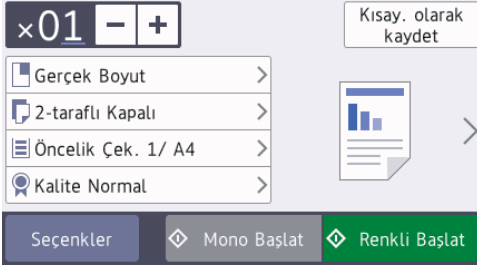 ×01 − +
Kısay. olarak
kaydet
Gerçek Boyut
2-taraflı Kapalı
Öncelik Çek. 1/ A4
Kalite Normal
Seçenekler
Mono Başlat
Renkli Başlat